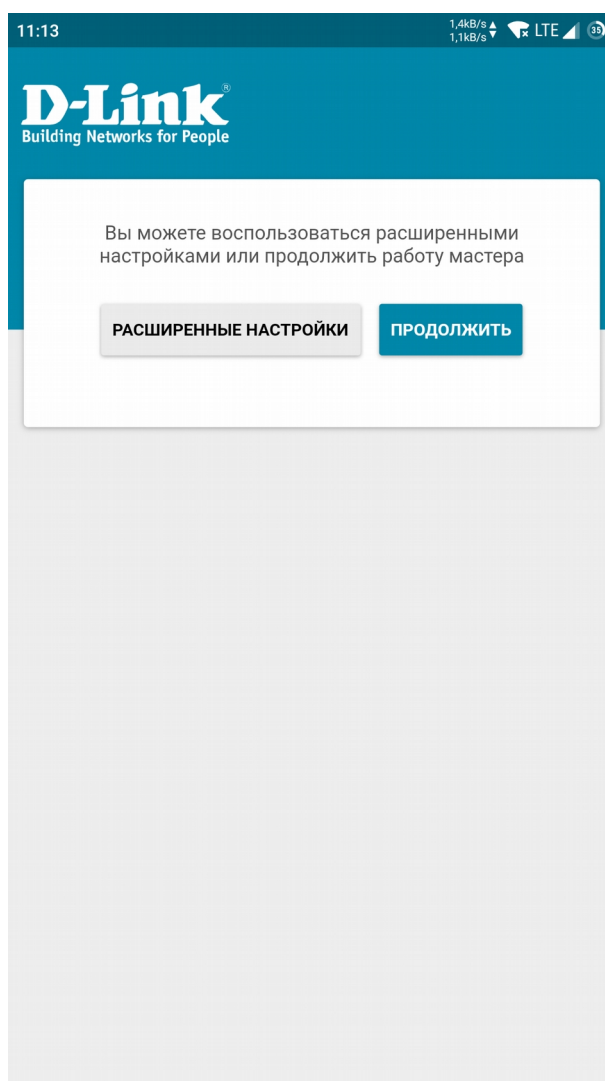 11:13
1,4kB/s
1,1kB/s
LTE
35
D-Link®
Building Networks for People
Вы можете воспользоваться расширенными
настройками или продолжить работу мастера
РАСШИРЕННЫЕ НАСТРОЙКИ
ПРОДОЛЖИТЬ